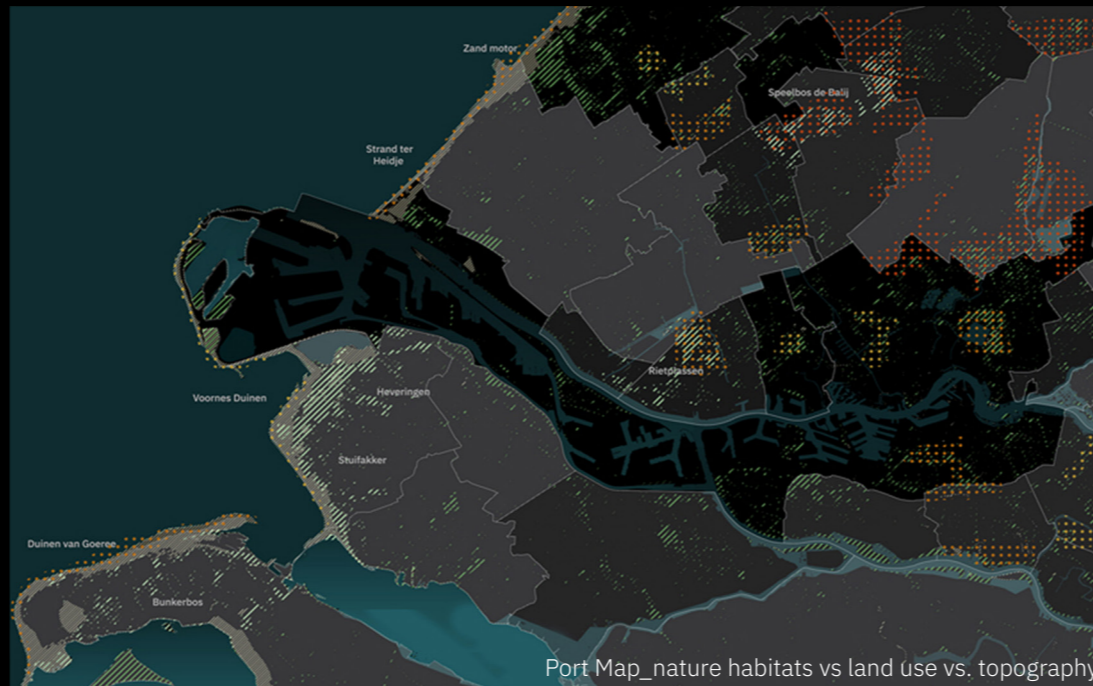 Zand motor
Speelbos de Balij
Strand ter
Heidje
Rietplassen
Heveringen
Voornes Duinen
Stuifakker
Duinen van Goeree
Bunkerbos
Port Map_nature habitats vs land use vs. topography